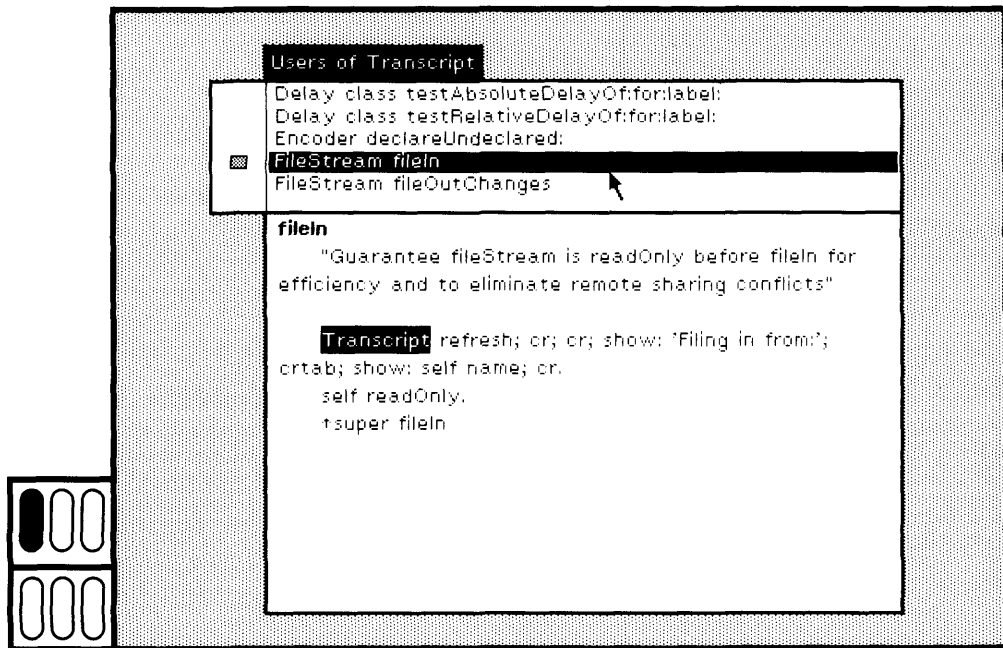 Users of Transcript
Delay class testAbsoluteDelayOf:for:label:
Delay class testRelativeDelayOf:for:label:
Encoder declareUndeclared:
FileStream fileIn
FileStream fileOutChanges
fileIn
"Guarantee fileStream is readOnly before fileIn for
efficiency and to eliminate remote sharing conflicts"
Transcript refresh; cr; cr; show: 'Filing in from:';
crtab; show: self name; cr.
self readOnly.
↑super fileIn